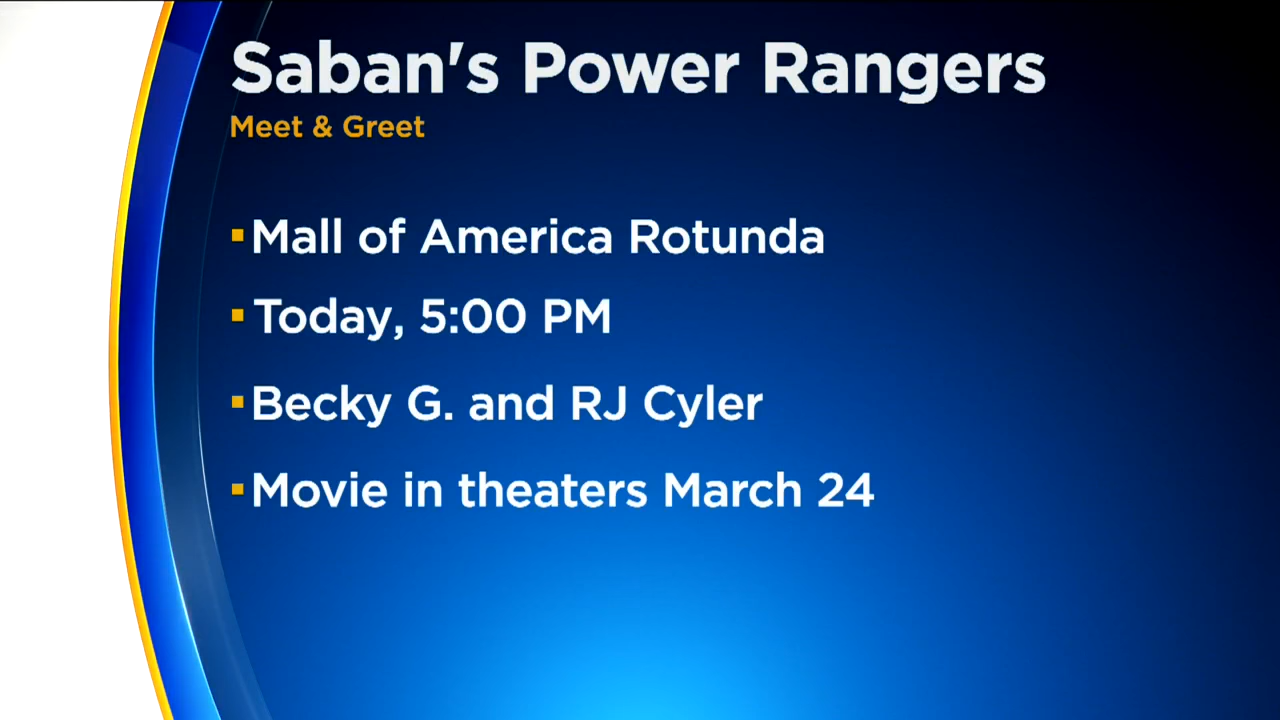 Saban's Power Rangers
Meet & Greet
Mall of America Rotunda
Today, 5:00 PM
Becky G. and RJ Cyler
Movie in theaters March 24